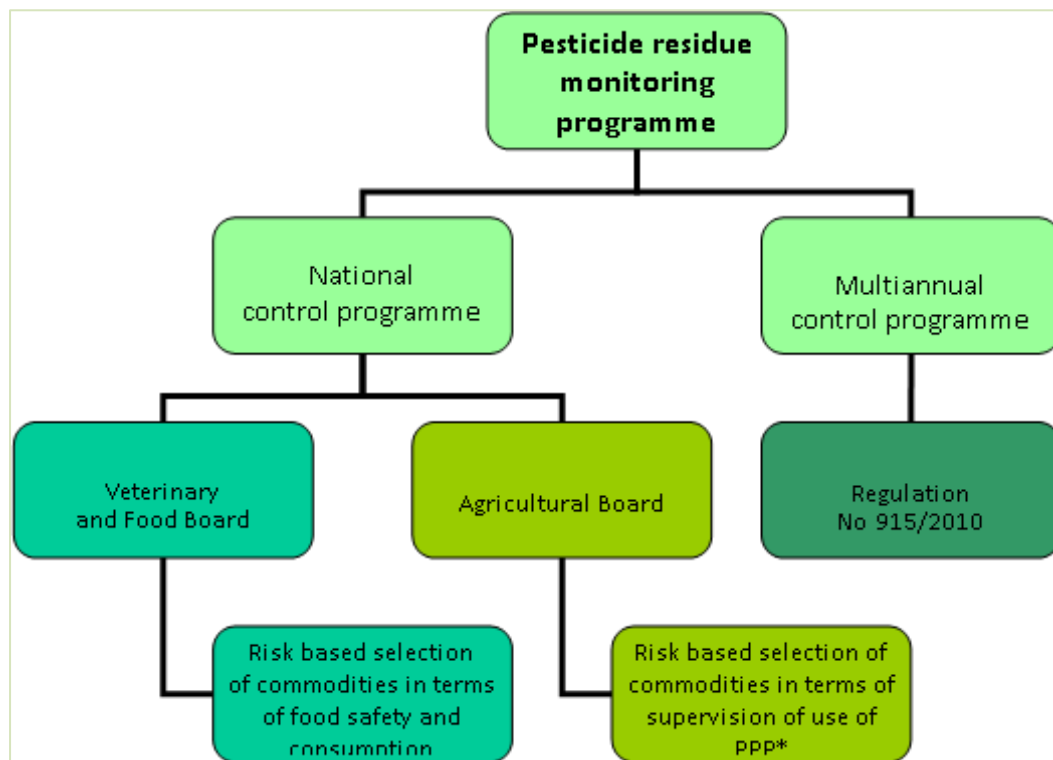 Pesticide residue
monitoring
programme
National
control programme
Multiannual
control programme
Veterinary
and Food Board
Agricultural Board
Regulation
No 915/2010
Risk based selection
of commodities in terms
of food safety and
consumption
Risk based selection of
commodities in terms of
supervision of use of
PPP*